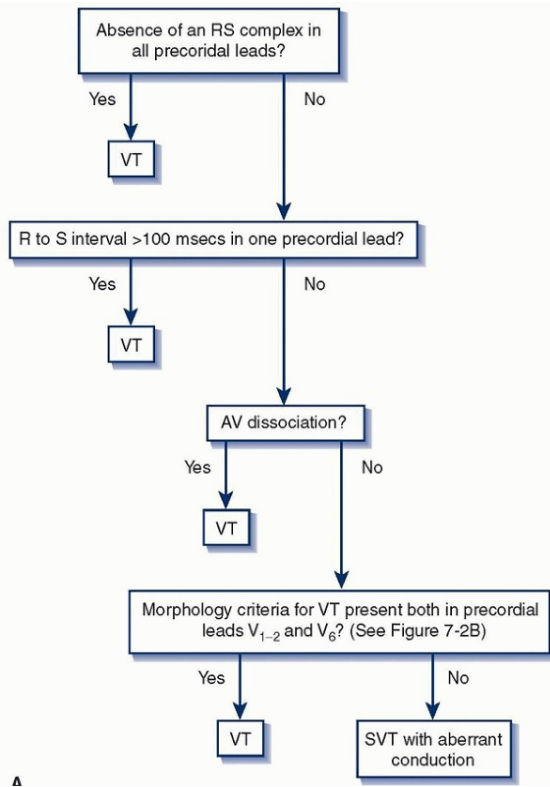 Absence of an RS complex in
all precoridal leads?
Yes
No
VT
R to S interval >100 msecs in one precordial lead?
Yes
No
VT
AV dissociation?
Yes
No
VT
Morphology criteria for VT present both in precordial
leads V1–2 and V6? (See Figure 7-2B)
Yes
No
VT
SVT with aberrant
conduction
A